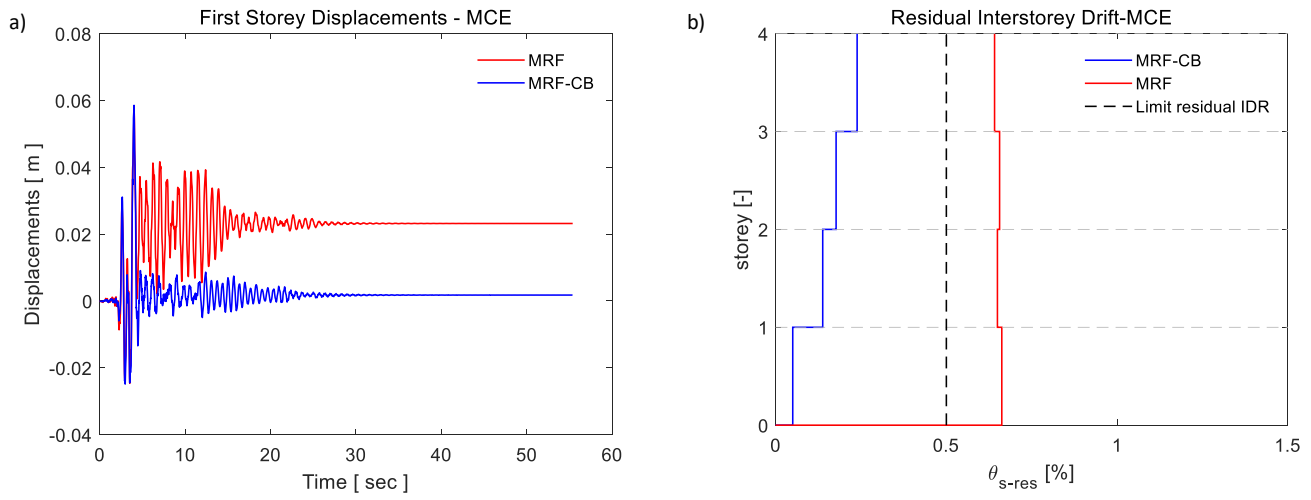 a)
First Storey Displacements - MCE
0.08
0.06
0.04
0.02
0
-0.02
-0.04
Displacements [ m ]
MRF
MRF-CB
0 10 20 30 40 50 60
Time [ sec ]
b)
Residual Interstorey Drift-MCE
4
3
2
1
0
storey [-]
MRF-CB
MRF
Limit residual IDR
0 0.5 1 1.5
θs-res [%]